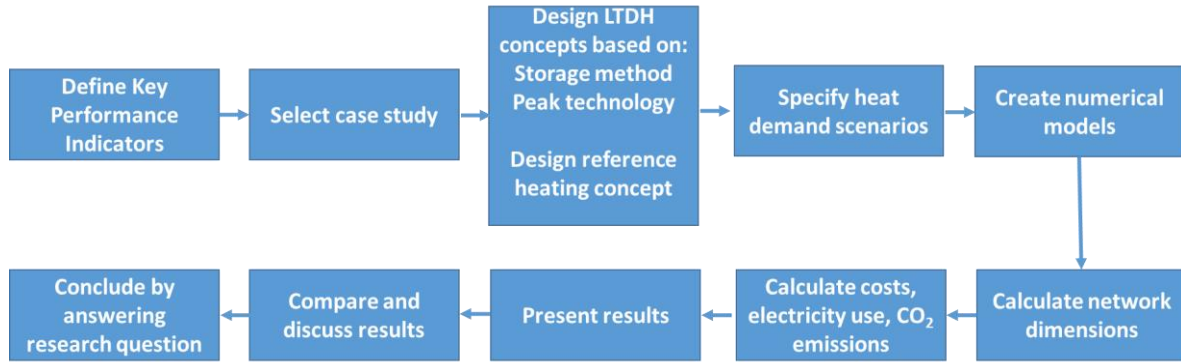 Define Key
Performance
Indicators
Select case study
Design LTDH
concepts based on:
Storage method
Peak technology
Design reference
heating concept
Specify heat
demand scenarios
Create numerical
models
Calculate network
dimensions
Calculate costs,
electricity use, CO₂
emissions
Present results
Compare and
discuss results
Conclude by
answering
research question